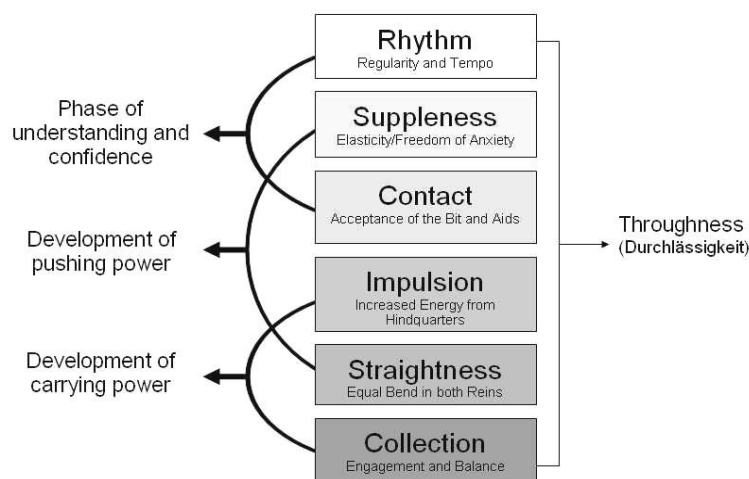 Rhythm
Regularity and Tempo
Phase of
understanding and
confidence
Suppleness
Elasticity/Freedom of Anxiety
Contact
Acceptance of the Bit and Aids
Development of
pushing power
Throughness
(Durchlässigkeit)
Impulsion
Increased Energy from
Hindquarters
Development of
carrying power
Straightness
Equal Bend in both Reins
Collection
Engagement and Balance